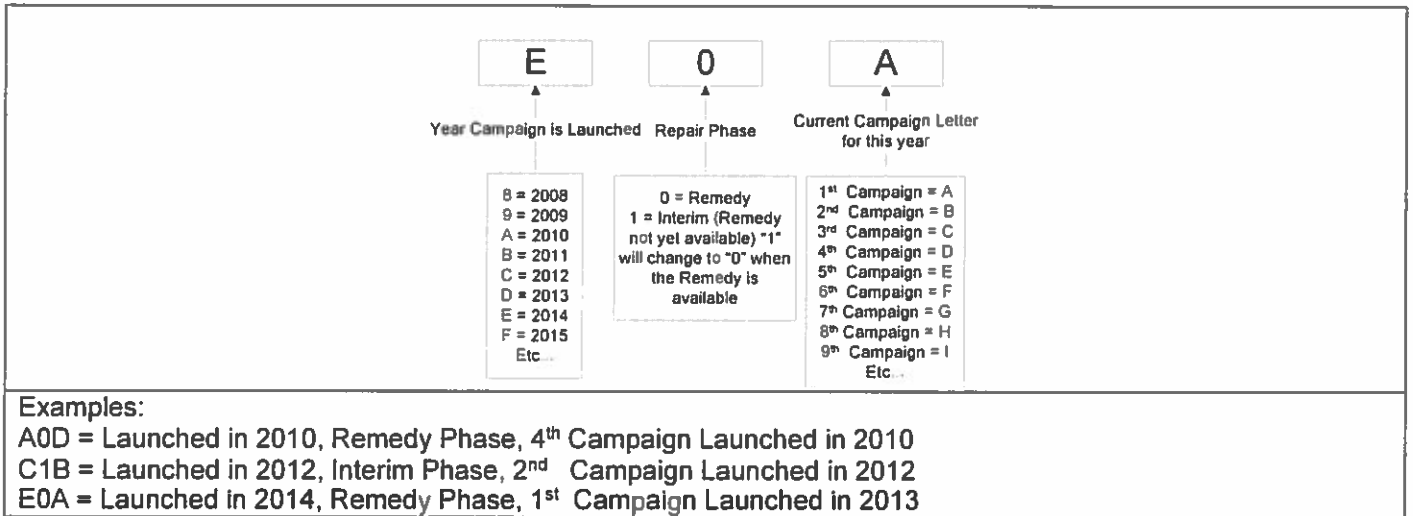 E 0 A
Year Campaign is Launched Repair Phase Current Campaign Letter
for this year
8 = 2008
9 = 2009
A = 2010
B = 2011
C = 2012
D = 2013
E = 2014
F = 2015
Etc...
0 = Remedy
1 = Interim (Remedy
not yet available) "1"
will change to "0" when
the Remedy is
available
1st Campaign = A
2nd Campaign = B
3rd Campaign = C
4th Campaign = D
5th Campaign = E
6th Campaign = F
7th Campaign = G
8th Campaign = H
9th Campaign = I
Etc...
Examples:
A0D = Launched in 2010, Remedy Phase, 4th Campaign Launched in 2010
C1B = Launched in 2012, Interim Phase, 2nd Campaign Launched in 2012
E0A = Launched in 2014, Remedy Phase, 1st Campaign Launched in 2013